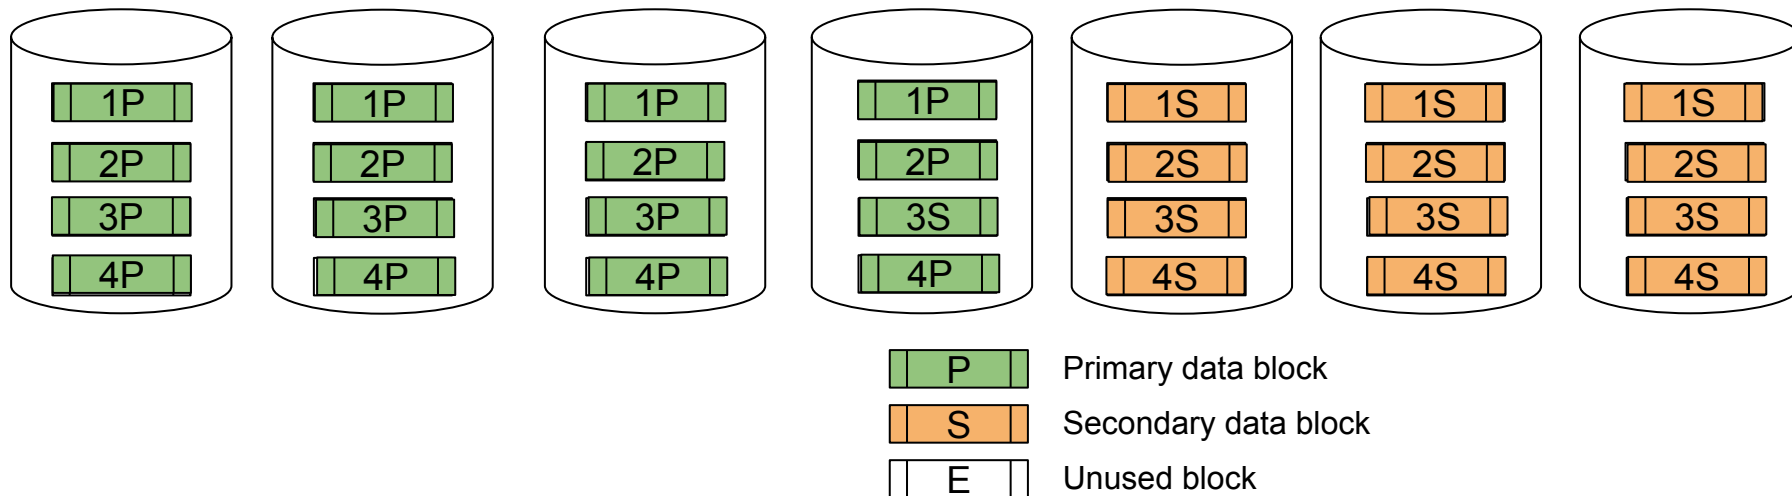 1P 1P 1P 1P 1S 1S 1S
2P 2P 2P 2P 2S 2S 2S
3P 3P 3P 3S 3S 3S 3S
4P 4P 4P 4P 4S 4S 4S
P Primary data block
S Secondary data block
E Unused block